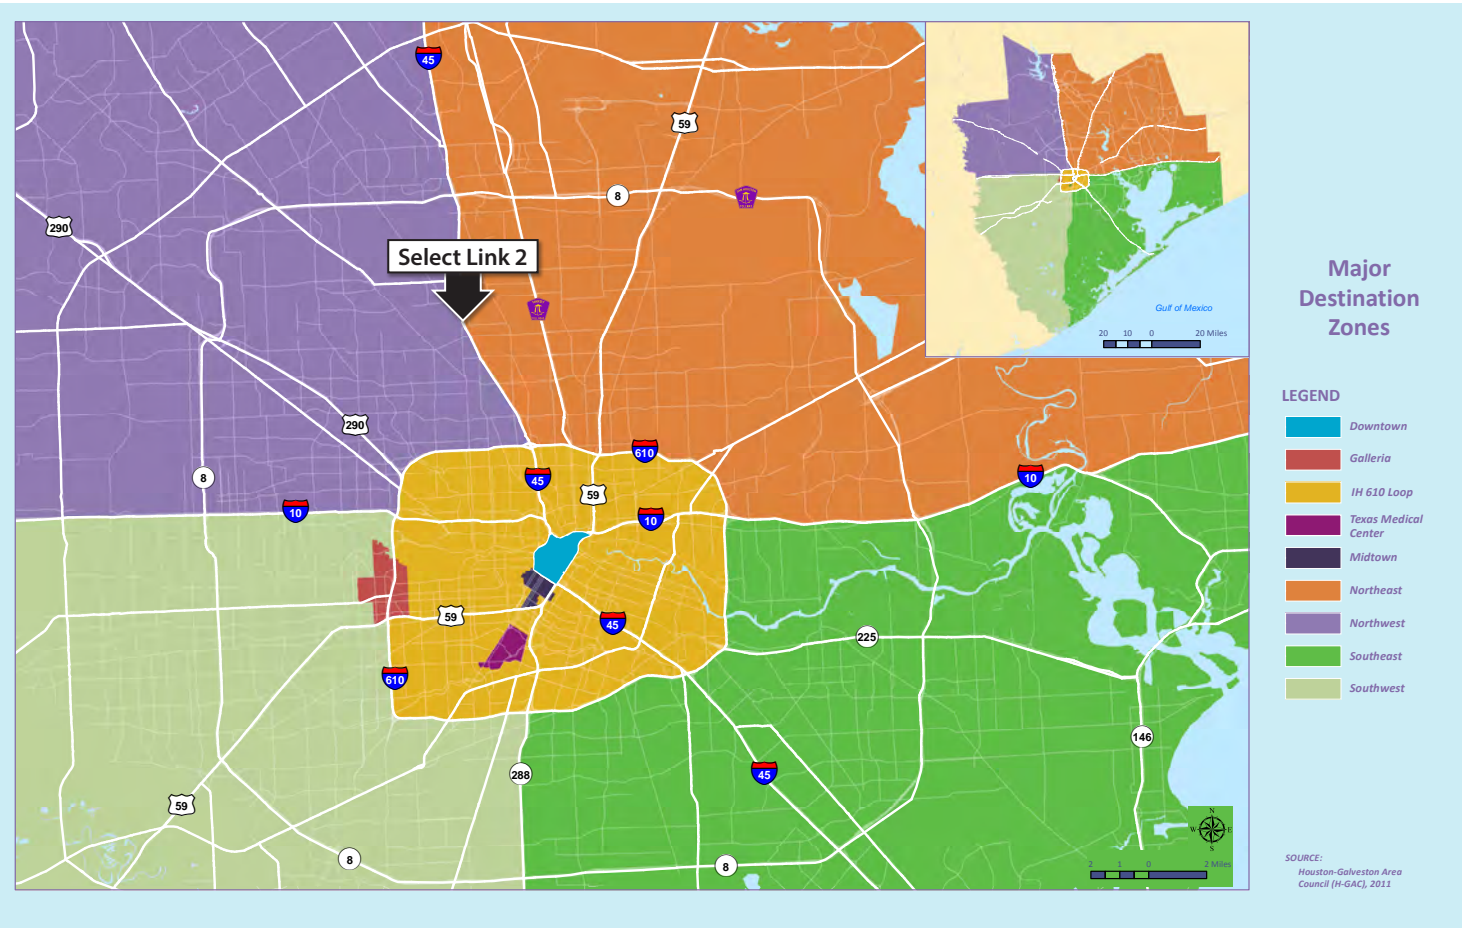 45
59
8
290
Select Link 2
Gulf of Mexico
20 10 0 20 Miles
Major
Destination
Zones
LEGEND
Downtown
Galleria
IH 610 Loop
Texas Medical
Center
Midtown
Northeast
Northwest
Southeast
Southwest
290
610
8
45
59
10
10
10
59
45
225
610
146
288
45
59
8
8
N
W E
S
2 1 0 2 Miles
SOURCE:
Houston-Galveston Area
Council (H-GAC), 2011